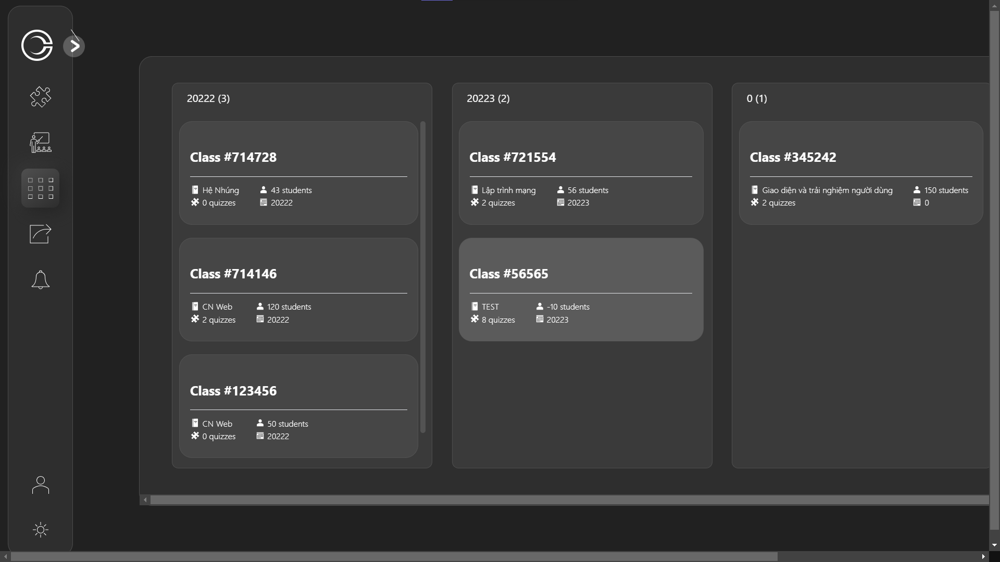 20222 (3)
Class #714728
Hệ Nhúng
43 students
0 quizzes
20222
Class #714146
CN Web
120 students
2 quizzes
20222
Class #123456
CN Web
50 students
0 quizzes
20222
20223 (2)
Class #721554
Lập trình mạng
56 students
2 quizzes
20223
Class #56565
TEST
-10 students
8 quizzes
20223
0 (1)
Class #345242
Giao diện và trải nghiệm người dùng
150 students
2 quizzes
0